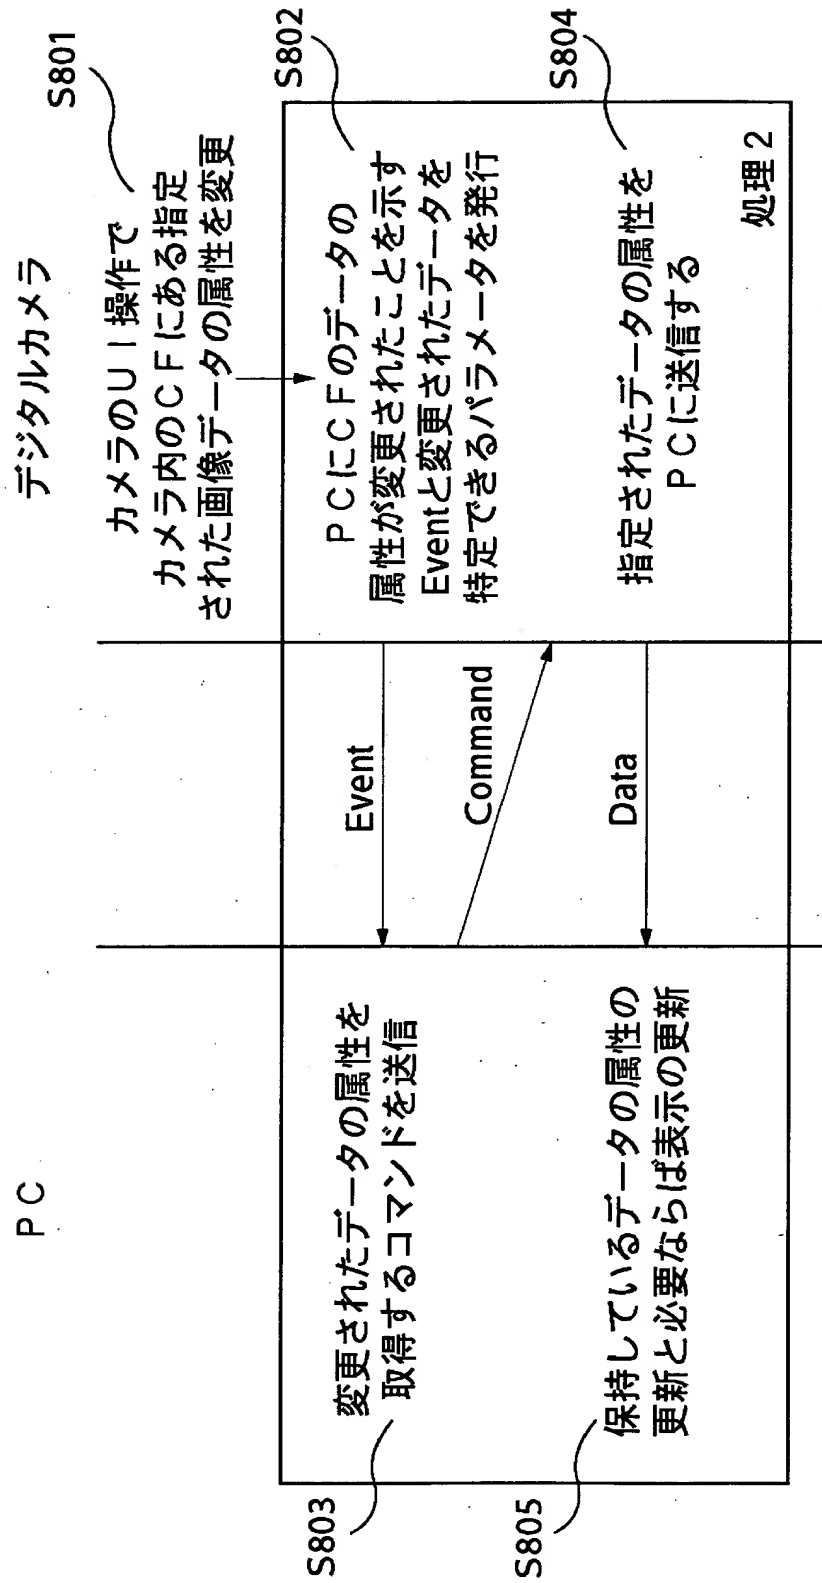 PC
デジタルカメラ
S801
カメラのUI操作で
カメラ内のCFにある指定
された画像データの属性を変更
S802
PCにCFのデータの
属性が変更されたことを示す
Eventと変更されたデータを
特定できるパラメータを発行
Event
S803
変更されたデータの属性を
取得するコマンドを送信
Command
S804
指定されたデータの属性を
PCに送信する
Data
S805
保持しているデータの属性の
更新と必要ならば表示の更新
処理2